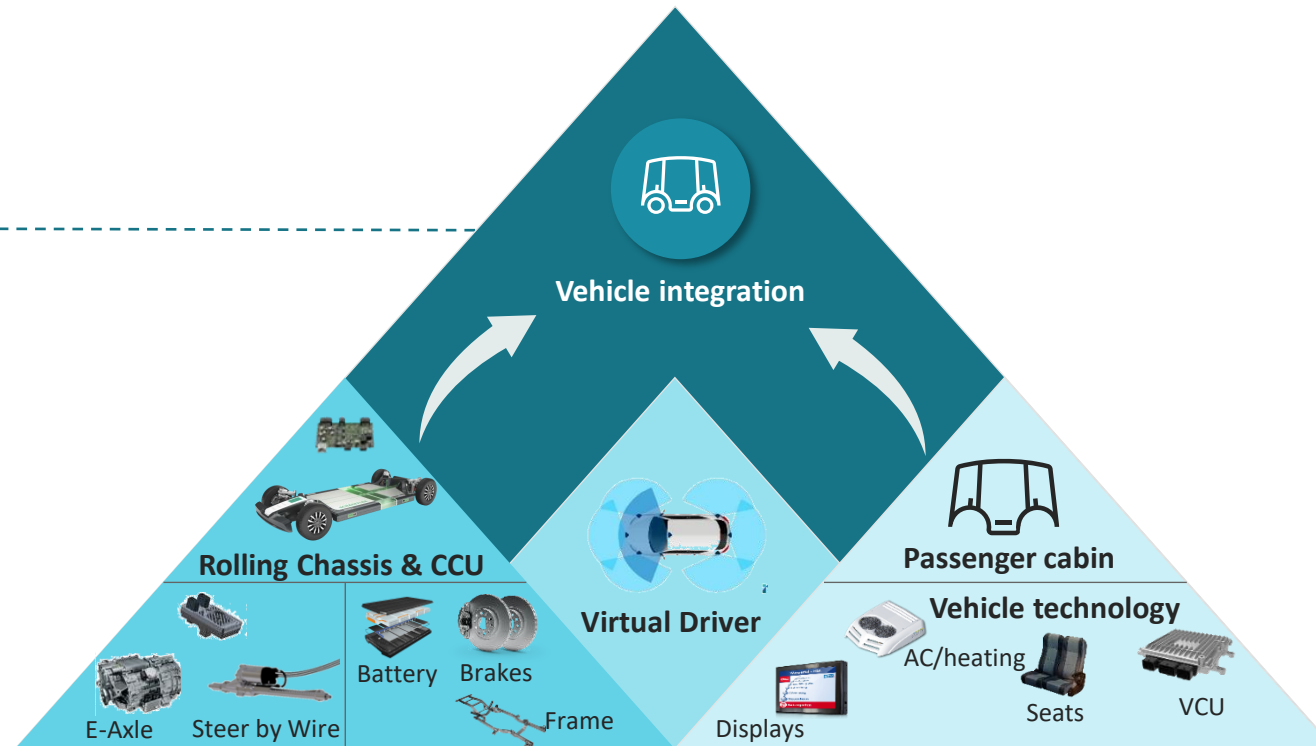 Vehicle integration
Rolling Chassis & CCU
Virtual Driver
Passenger cabin
Vehicle technology
Battery
Brakes
AC/heating
E-Axle
Steer by Wire
Frame
Displays
Seats
VCU